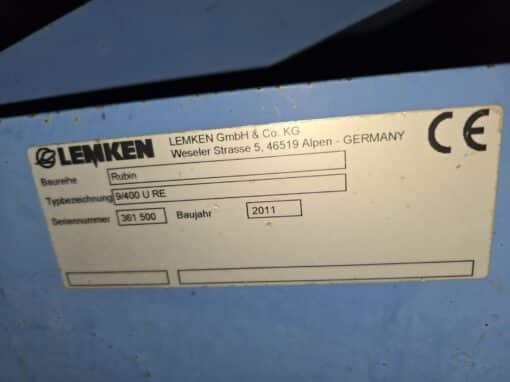 LEMKEN
LEMKEN GmbH & Co. KG
Weseler Strasse 5, 46519 Alpen - GERMANY
CE
Baureihe Rubin
Typbezeichnung 9/400 U RE
Seriennummer 361 500 Baujahr 2011